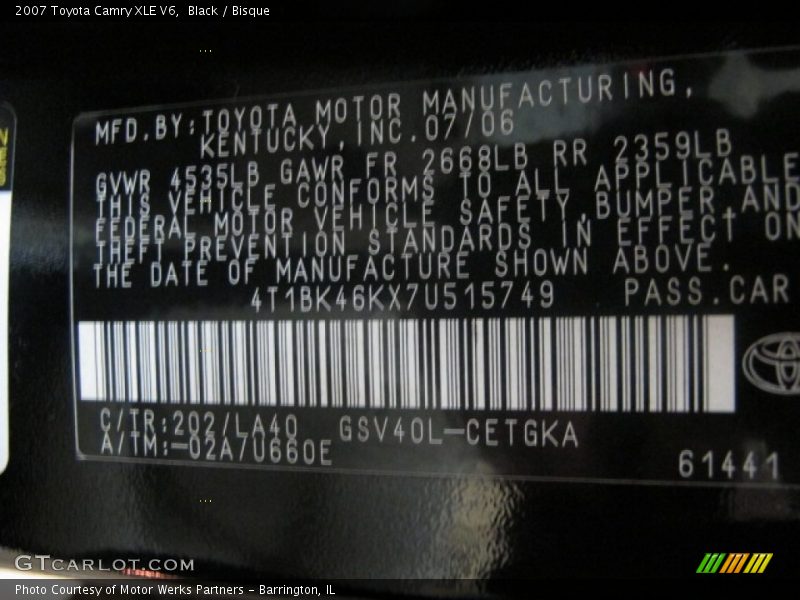 2007 Toyota Camry XLE V6, Black / Bisque
MFD.BY:TOYOTA MOTOR MANUFACTURING,
KENTUCKY,INC.07/06
GVWR 4535LB GAWR FR 2668LB RR 2359LB
THIS VEHICLE CONFORMS TO ALL APPLICABLE
FEDERAL MOTOR VEHICLE SAFETY,BUMPER AND
THEFT PREVENTION STANDARDS IN EFFECT ON
THE DATE OF MANUFACTURE SHOWN ABOVE.
4T1BK46KX7U515749 PASS.CAR
C/TR:202/LA40 GSV40L-CETGKA
A/TM:-02A/U660E
61441
GTCARLOT.COM
Photo Courtesy of Motor Werks Partners - Barrington, IL